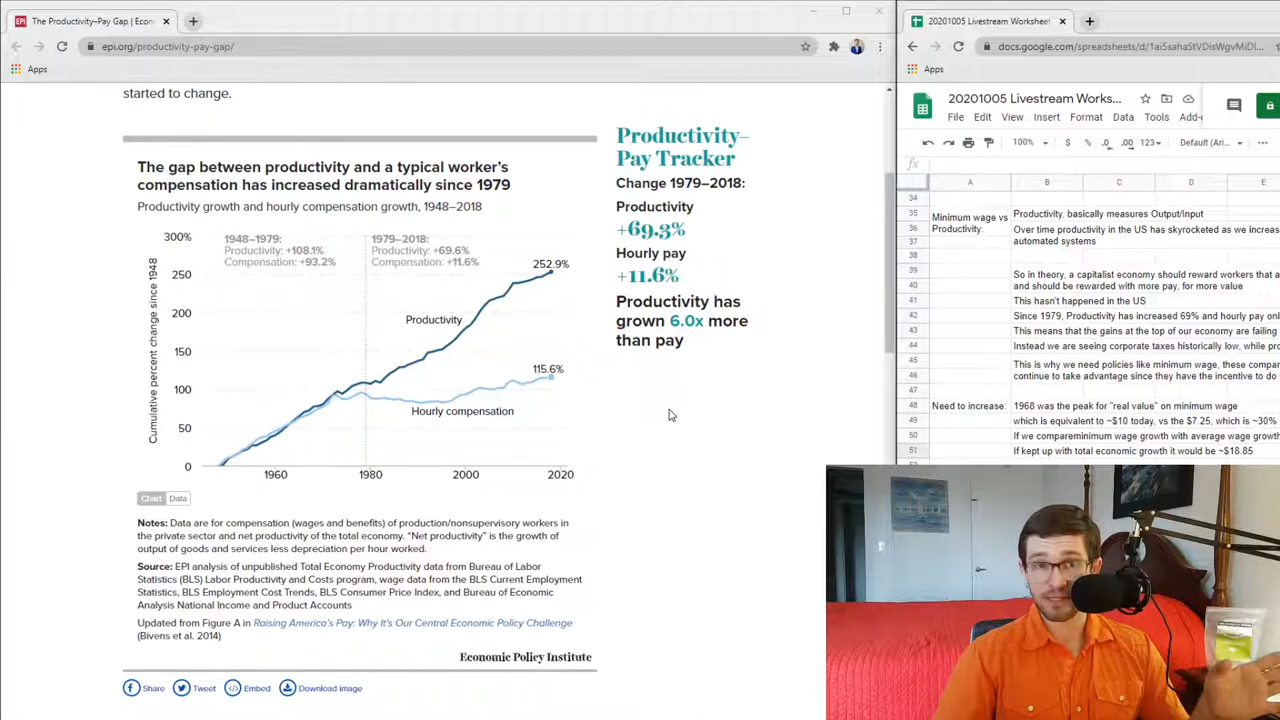 EPI The Productivity–Pay Gap | Econ
epi.org/productivity-pay-gap/
Apps
started to change.
The gap between productivity and a typical worker's
compensation has increased dramatically since 1979
Productivity growth and hourly compensation growth, 1948–2018
Cumulative percent change since 1948
300%
250
200
150
100
50
0
1948–1979:
Productivity: +108.1%
Compensation: +93.2%
1979–2018:
Productivity: +69.6%
Compensation: +11.6%
252.9%
Productivity
115.6%
Hourly compensation
1960
1980
2000
2020
Chart Data
Notes: Data are for compensation (wages and benefits) of production/nonsupervisory workers in
the private sector and net productivity of the total economy. "Net productivity" is the growth of
output of goods and services less depreciation per hour worked.
Source: EPI analysis of unpublished Total Economy Productivity data from Bureau of Labor
Statistics (BLS) Labor Productivity and Costs program, wage data from the BLS Current Employment
Statistics, BLS Employment Cost Trends, BLS Consumer Price Index, and Bureau of Economic
Analysis National Income and Product Accounts
Updated from Figure A in Raising America's Pay: Why It's Our Central Economic Policy Challenge
(Bivens et al. 2014)
Economic Policy Institute
Share Tweet Embed Download image
Productivity–
Pay Tracker
Change 1979–2018:
Productivity
+69.3%
Hourly pay
+11.6%
Productivity has
grown 6.0x more
than pay
20201005 Livestream Worksheet
docs.google.com/spreadsheets/d/1ai5sahaStVDisWgvMiDl...
Apps
20201005 Livestream Works...
File Edit View Insert Format Data Tools Add-
100% $ % .0 .00 123 Default (Ari...
fx
A B C D E
34
35 Minimum wage vs Productivity, basically measures Output/Input
36 Productivity: Over time productivity in the US has skyrocketed as we increas
37 automated systems
38
39 So in theory, a capitalist economy should reward workers that a
40 and should be rewarded with more pay, for more value
41 This hasn't happened in the US
42 Since 1979, Productivity has increased 69% and hourly pay onl
43 This means that the gains at the top of our economy are failing
44 Instead we are seeing corporate taxes historically low, while pro
45 This is why we need policies like minimum wage, these compa
46 continue to take advantage since they have the incentive to do
47
48 Need to increase: 1968 was the peak for "real value" on minimum wage
49 which is equivalent to ~$10 today, vs the $7.25, which is ~30%
50 If we compareminimum wage growth with average wage growth
51 If kept up with total economic growth it would be ~$18.85